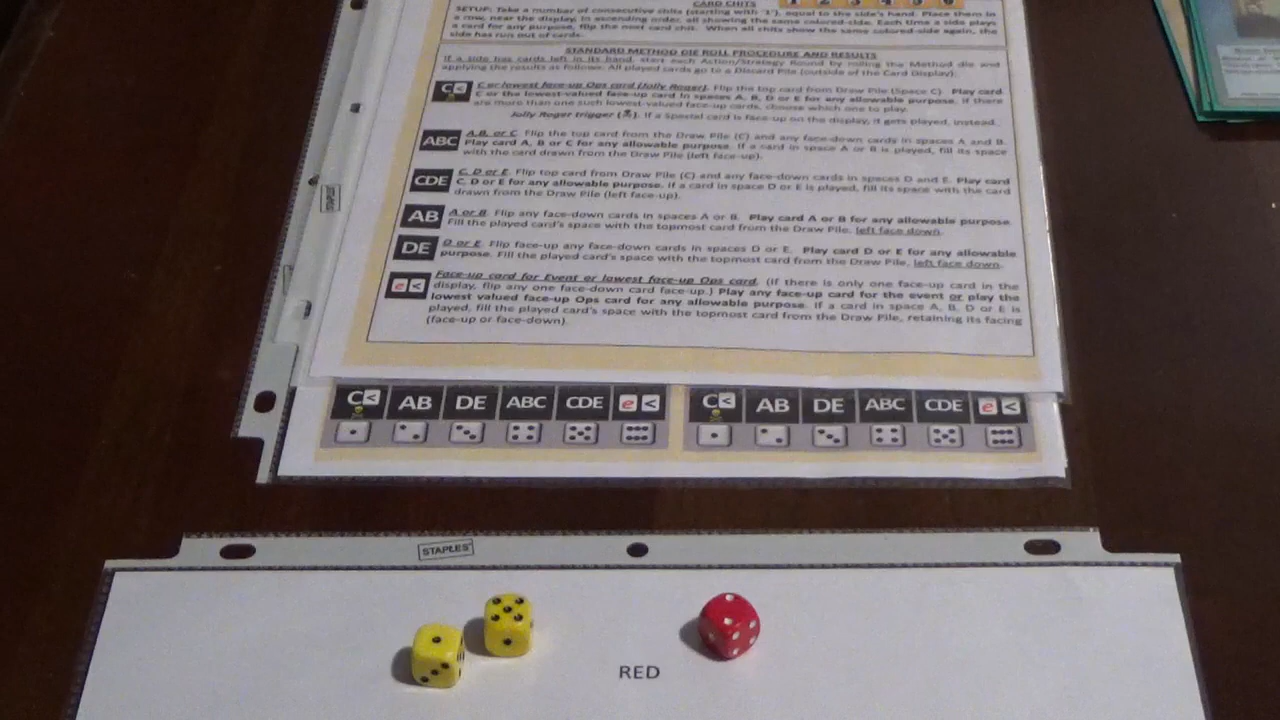 CARD CHITS
1 2 3 4 5 6
SETUP: Take a number of consecutive chits (starting with '1'), equal to the side's hand. Place them in
a row, near the display, in ascending order, all showing the same colored-side. Each time a side plays
a card for any purpose, flip the next card chit. When all chits show the same colored-side again, the
side has run out of cards.
STANDARD METHOD DIE ROLL PROCEDURE AND RESULTS
If a side has cards left in its hand, start each Action/Strategy Round by rolling the Method die and
applying the results as follows. All played cards go to a Discard Pile (outside of the Card Display).
C< C or lowest face-up Ops card (Jolly Roger). Flip the top card from Draw Pile (Space C). Play card
C or the lowest-valued face-up card in spaces A, B, D or E for any allowable purpose. If there
are more than one such lowest-valued face-up cards, choose which one to play.
Jolly Roger trigger (☠). If a Special card is face-up on the display, it gets played, instead.
ABC A, B, or C. Flip the top card from the Draw Pile (C) and any face-down cards in spaces A and B.
Play card A, B or C for any allowable purpose. If a card in space A or B is played, fill its space
with the card drawn from the Draw Pile (left face-up).
CDE C, D or E. Flip top card from Draw Pile (C) and any face-down cards in spaces D and E. Play card
C, D or E for any allowable purpose. If a card in space D or E is played, fill its space with the card
drawn from the Draw Pile (left face-up).
AB A or B. Flip any face-down cards in spaces A or B. Play card A or B for any allowable purpose.
Fill the played card's space with the topmost card from the Draw Pile, left face down.
DE D or E. Flip face-up any face-down cards in spaces D or E. Play card D or E for any allowable
purpose. Fill the played card's space with the topmost card from the Draw Pile, left face down.
e < Face-up card for Event or lowest face-up Ops card. (If there is only one face-up card in the
display, flip any one face-down card face-up.) Play any face-up card for the event or play the
lowest valued face-up Ops card for any allowable purpose. If a card in space A, B, D or E is
played, fill the played card's space with the topmost card from the Draw Pile, retaining its facing
(face-up or face-down).
STAPLES
C< AB DE ABC CDE e < C< AB DE ABC CDE e <
STAPLES
RED